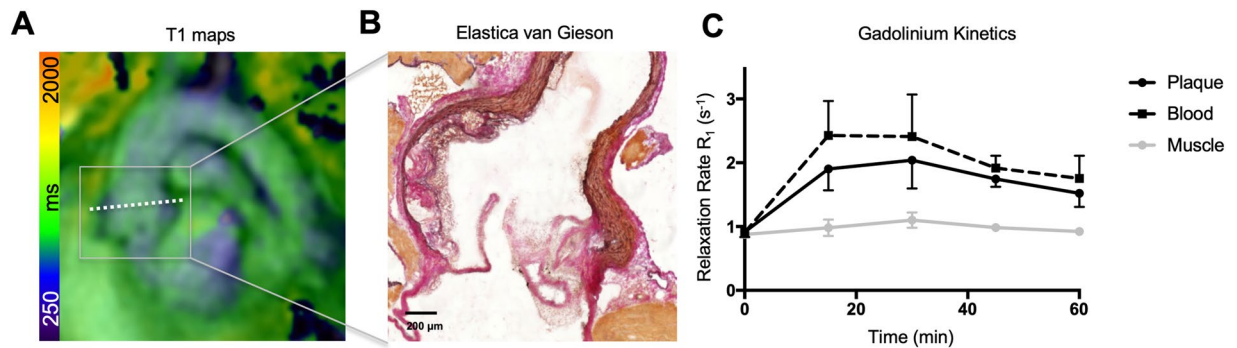 A
T1 maps
2000
ms
250
B
Elastica van Gieson
200 µm
C
Gadolinium Kinetics
Relaxation Rate R1 (s-1)
3
2
1
0
0
20
40
60
Time (min)
Plaque
Blood
Muscle